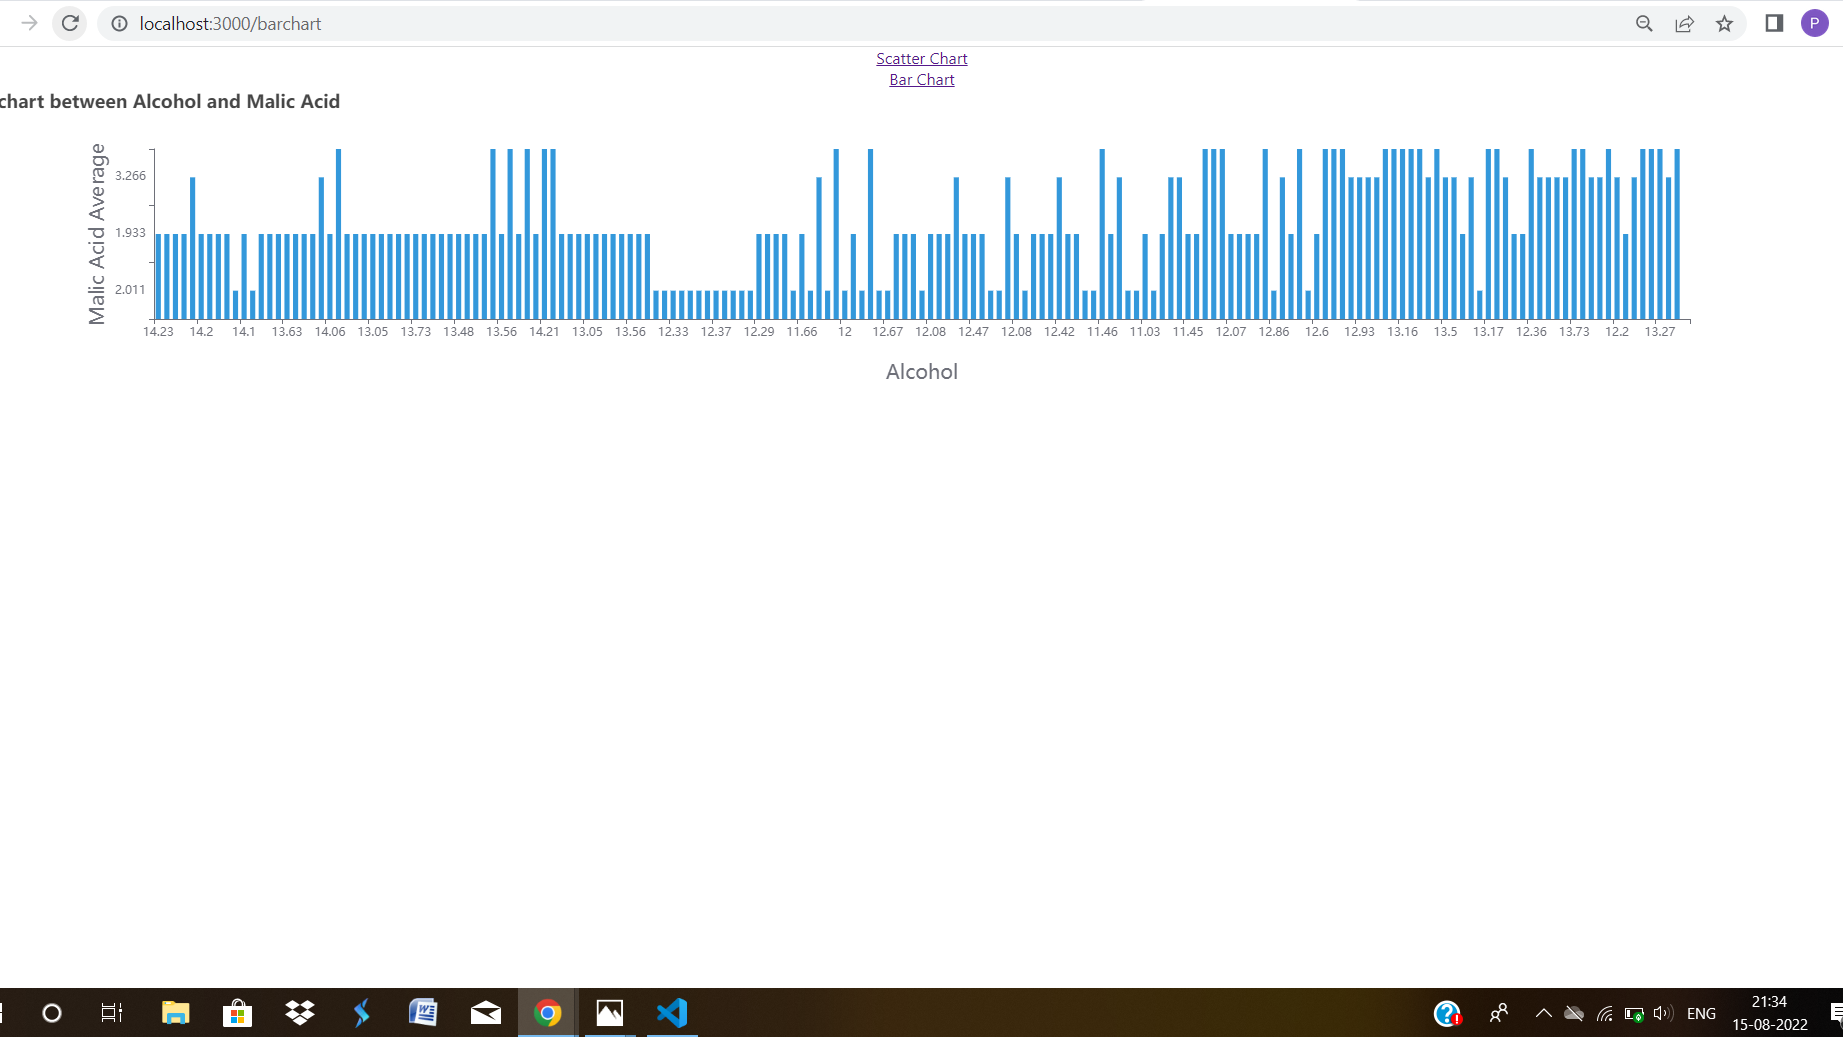 localhost:3000/barchart
P
Scatter Chart
Bar Chart
chart between Alcohol and Malic Acid
Malic Acid Average
3.266
1.933
2.011
14.23 14.2 14.1 13.63 14.06 13.05 13.73 13.48 13.56 14.21 13.05 13.56 12.33 12.37 12.29 11.66 12 12.67 12.08 12.47 12.08 12.42 11.46 11.03 11.45 12.07 12.86 12.6 12.93 13.16 13.5 13.17 12.36 13.73 12.2 13.27
Alcohol
ENG
21:34
15-08-2022